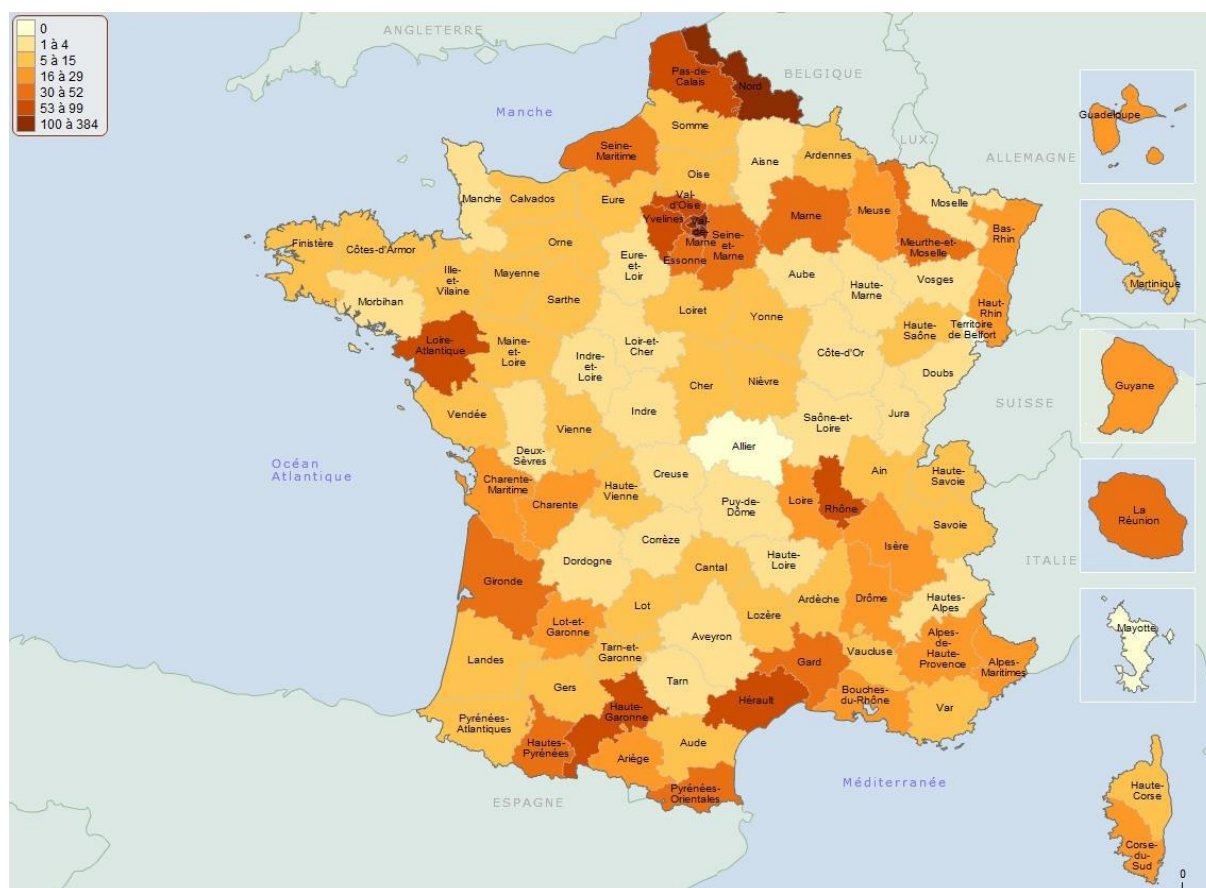 0
1 à 4
5 à 15
16 à 29
30 à 52
53 à 99
100 à 384
ANGLETERRE
BELGIQUE
LUX.
ALLEMAGNE
SUISSE
ITALIE
ESPAGNE
Manche
Océan
Atlantique
Méditerranée
Pas-de-
Calais
Nord
Somme
Seine-
Maritime
Oise
Aisne
Ardennes
Manche
Calvados
Eure
Val-
d'Oise
Yvelines
Val-
de-
Marne
Seine-
et-
Marne
Essonne
Marne
Meuse
Moselle
Meurthe-et-
Moselle
Bas-
Rhin
Finistère
Côtes-d'Armor
Ille-
et-
Vilaine
Morbihan
Orne
Mayenne
Sarthe
Eure-
et-
Loir
Aube
Haute-
Marne
Vosges
Haut-
Rhin
Loiret
Yonne
Haute-
Saône
Territoire
de Belfort
Loire-
Atlantique
Maine-
et-
Loire
Indre-
et-
Loire
Loir-et-
Cher
Cher
Nièvre
Côte-d'Or
Doubs
Vendée
Deux-
Sèvres
Vienne
Indre
Allier
Saône-et-
Loire
Jura
Charente-
Maritime
Charente
Haute-
Vienne
Creuse
Puy-de-
Dôme
Loire
Rhône
Ain
Haute-
Savoie
Savoie
Isère
Gironde
Dordogne
Corrèze
Cantal
Haute-
Loire
Ardèche
Drôme
Hautes-
Alpes
Lot-et-
Garonne
Lot
Aveyron
Lozère
Tarn-et-
Garonne
Landes
Gers
Tarn
Gard
Vaucluse
Alpes-
de-
Haute-
Provence
Alpes-
Maritimes
Pyrénées-
Atlantiques
Hautes-
Pyrénées
Haute-
Garonne
Hérault
Bouches-
du-Rhône
Var
Ariège
Aude
Pyrénées-
Orientales
Guadeloupe
Martinique
Guyane
La
Réunion
Mayotte
Haute-
Corse
Corse-
du-
Sud
0